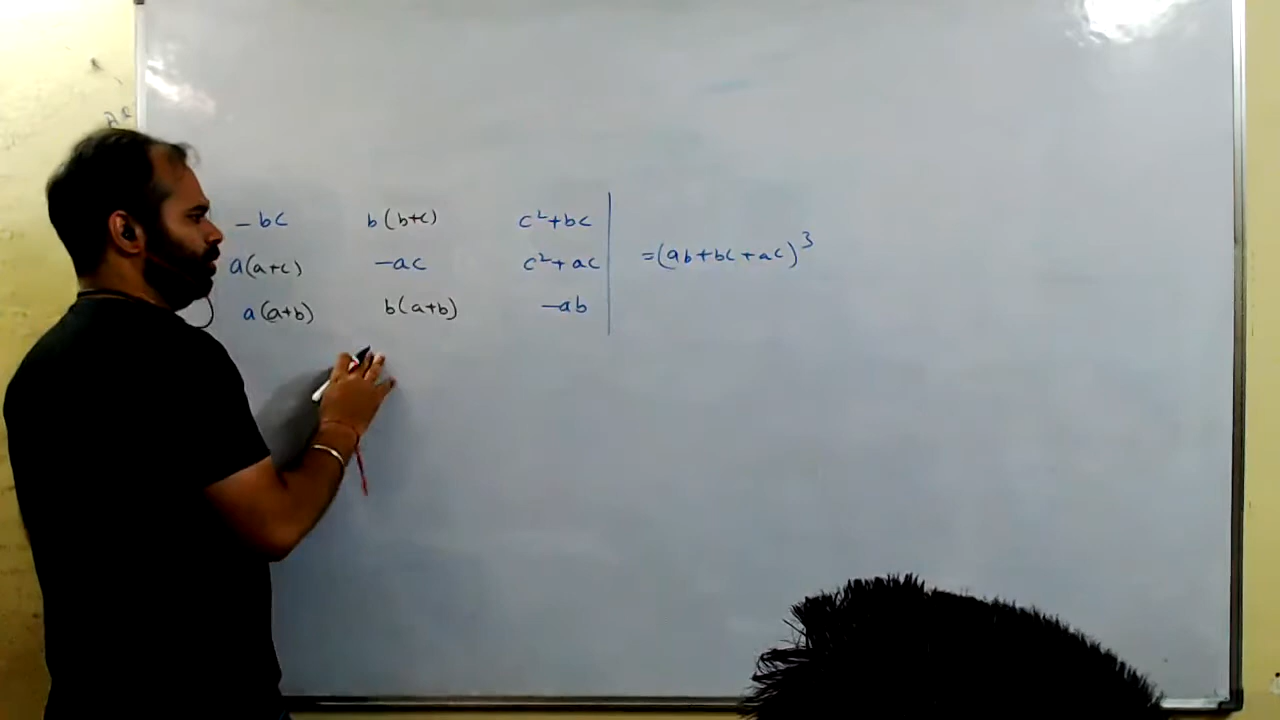 -bc b(b+c) c²+bc
a(a+c) -ac c²+ac =(ab+bc+ac)³
a(a+b) b(a+b) -ab